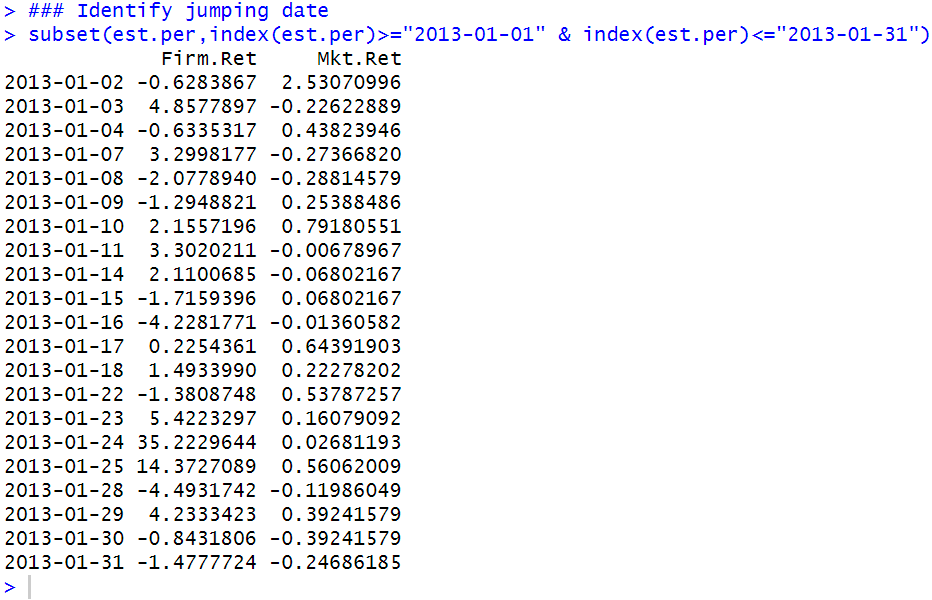 > ### Identify jumping date
> subset(est.per,index(est.per)>="2013-01-01" & index(est.per)<="2013-01-31")
             Firm.Ret     Mkt.Ret
2013-01-02 -0.6283867  2.53070996
2013-01-03  4.8577897 -0.22622889
2013-01-04 -0.6335317  0.43823946
2013-01-07  3.2998177 -0.27366820
2013-01-08 -2.0778940 -0.28814579
2013-01-09 -1.2948821  0.25388486
2013-01-10  2.1557196  0.79180551
2013-01-11  3.3020211 -0.00678967
2013-01-14  2.1100685 -0.06802167
2013-01-15 -1.7159396  0.06802167
2013-01-16 -4.2281771 -0.01360582
2013-01-17  0.2254361  0.64391903
2013-01-18  1.4933990  0.22278202
2013-01-22 -1.3808748  0.53787257
2013-01-23  5.4223297  0.16079092
2013-01-24 35.2229644  0.02681193
2013-01-25 14.3727089  0.56062009
2013-01-28 -4.4931742 -0.11986049
2013-01-29  4.2333423  0.39241579
2013-01-30 -0.8431806 -0.39241579
2013-01-31 -1.4777724 -0.24686185
>